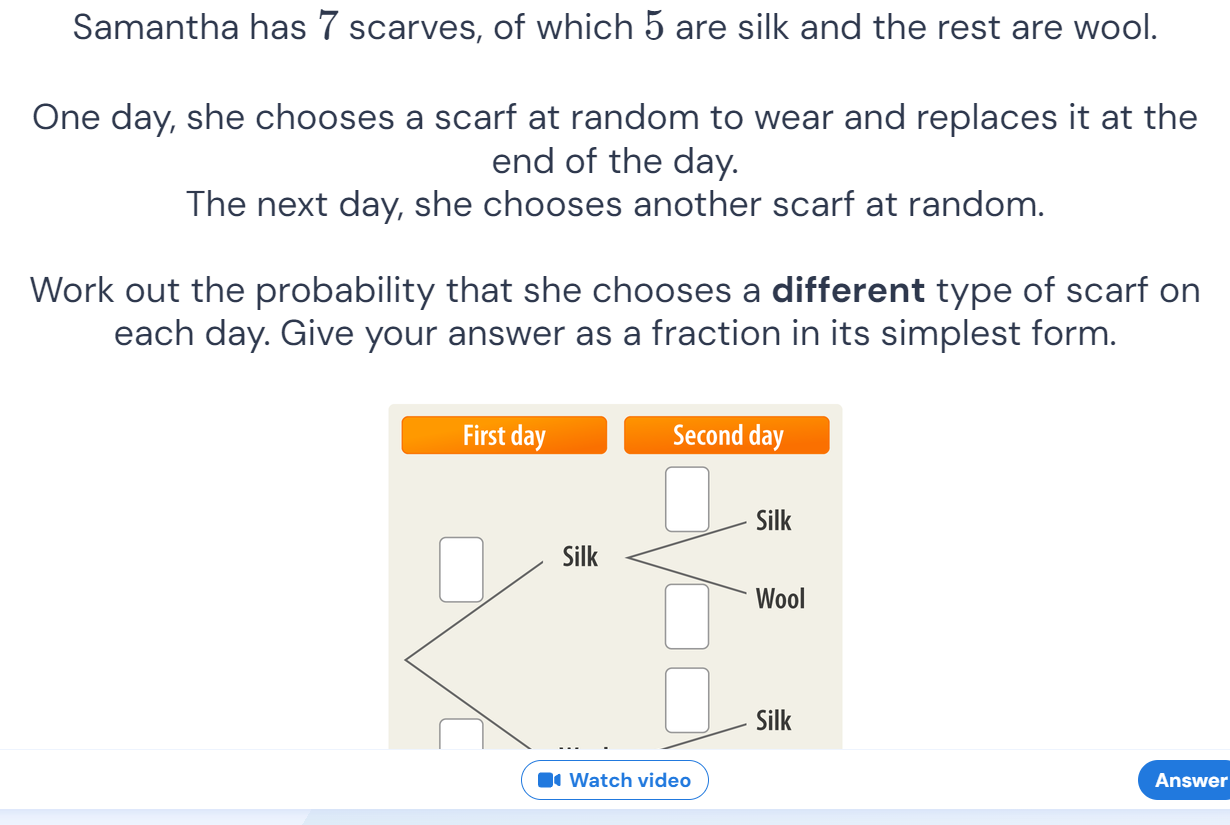 Samantha has 7 scarves, of which 5 are silk and the rest are wool.
One day, she chooses a scarf at random to wear and replaces it at the
end of the day.
The next day, she chooses another scarf at random.
Work out the probability that she chooses a different type of scarf on
each day. Give your answer as a fraction in its simplest form.
First day
Second day
Silk
Silk
Wool
Silk
Watch video
Answer